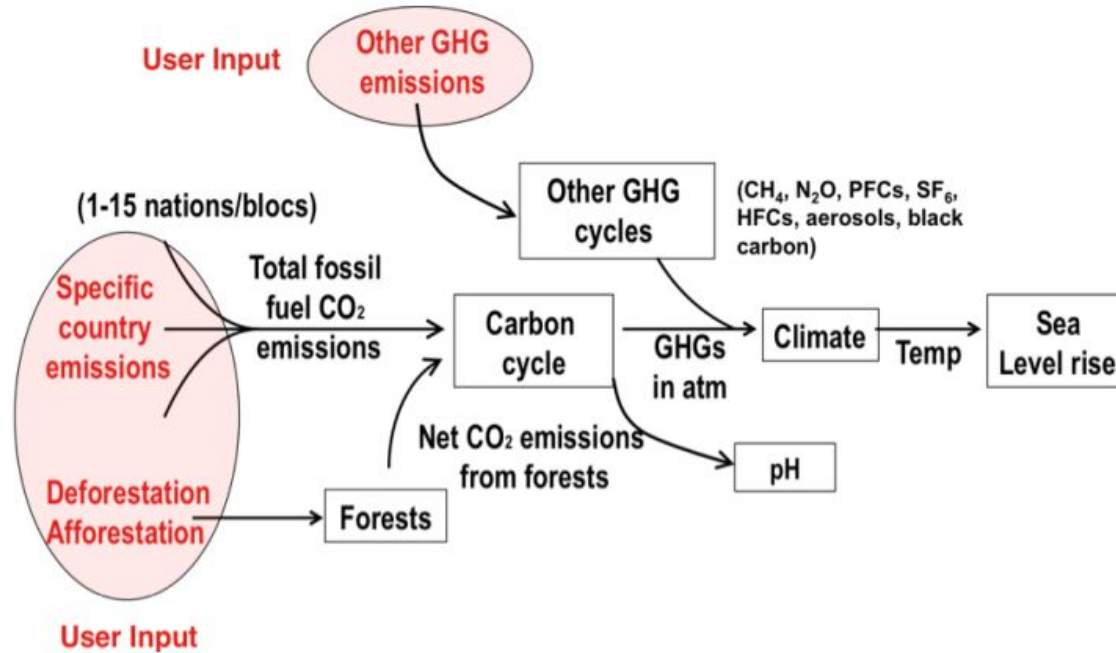 User Input
Other GHG
emissions
(1-15 nations/blocs)
Other GHG
cycles
(CH₄, N₂O, PFCs, SF₆,
HFCs, aerosols, black
carbon)
Specific
country
emissions
Total fossil
fuel CO₂
emissions
Carbon
cycle
GHGs
in atm
Climate
Temp
Sea
Level rise
Net CO₂ emissions
from forests
pH
Deforestation
Afforestation
Forests
User Input